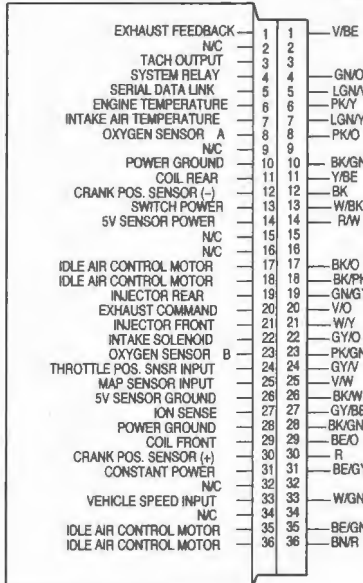 EXHAUST FEEDBACK 1 1 V/BE
N/C 2 2
TACH OUTPUT 3 3
SYSTEM RELAY 4 4 GN/O
SERIAL DATA LINK 5 5 LGN/V
ENGINE TEMPERATURE 6 6 PK/Y
INTAKE AIR TEMPERATURE 7 7 LGN/Y
OXYGEN SENSOR A 8 8 PK/O
N/C 9 9
POWER GROUND 10 10 BK/GN
COIL REAR 11 11 Y/BE
CRANK POS. SENSOR (-) 12 12 BK
SWITCH POWER 13 13 W/BK
5V SENSOR POWER 14 14 R/W
N/C 15 15
N/C 16 16
IDLE AIR CONTROL MOTOR 17 17 BK/O
IDLE AIR CONTROL MOTOR 18 18 BK/PK
INJECTOR REAR 19 19 GN/GY
EXHAUST COMMAND 20 20 V/O
INJECTOR FRONT 21 21 W/Y
INTAKE SOLENOID 22 22 GY/O
OXYGEN SENSOR B 23 23 PK/GN
THROTTLE POS. SNSR INPUT 24 24 GY/V
MAP SENSOR INPUT 25 25 V/W
5V SENSOR GROUND 26 26 BK/W
ION SENSE 27 27 GY/BE
POWER GROUND 28 28 BK/GN
COIL FRONT 29 29 BE/O
CRANK POS. SENSOR (+) 30 30 R
CONSTANT POWER 31 31 BE/GY
N/C 32 32
VEHICLE SPEED INPUT 33 33 W/GN
N/C 34 34
IDLE AIR CONTROL MOTOR 35 35 BE/GN
IDLE AIR CONTROL MOTOR 36 36 BN/R